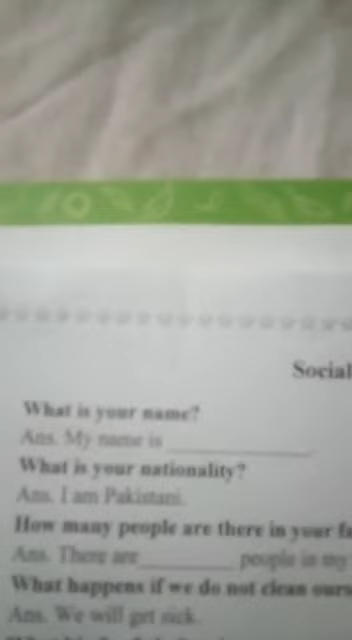 Social
What is your name?
Ans. My name is
What is your nationality?
Ans. I am Pakistani.
How many people are there in your fa
Ans. There are people in my
What happens if we do not clean ours
Ans. We will get sick.